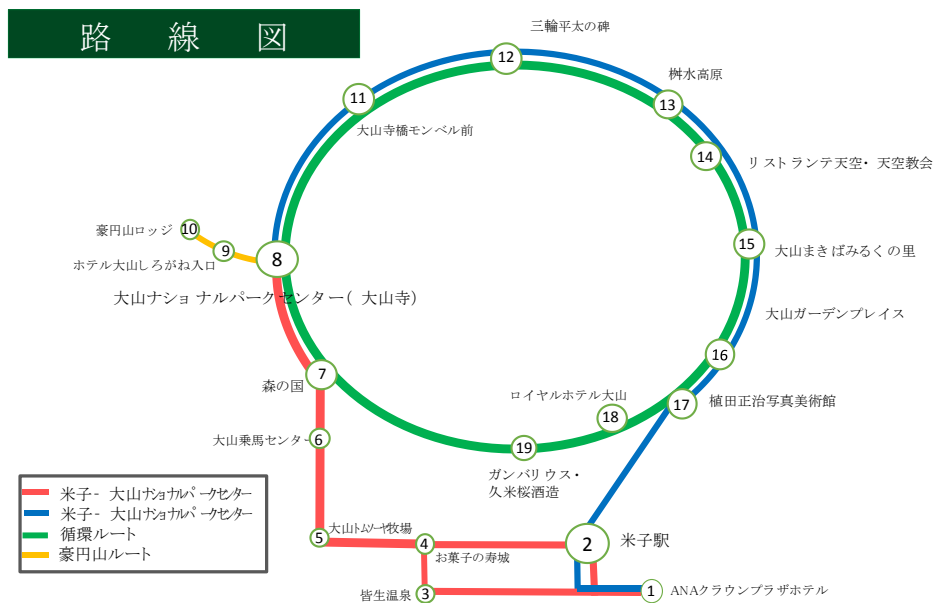 路線図
三輪平太の碑
12
桝水高原
13
11
大山寺橋モンベル前
14
リストランテ天空・天空教会
豪円山ロッジ
10
9
ホテル大山しろがね入口
8
15
大山まきばみるくの里
大山ナショナルパークセンター(大山寺)
大山ガーデンプレイス
16
7
森の国
ロイヤルホテル大山
18
17
植田正治写真美術館
大山乗馬センター
6
19
ガンバリウス・
久米桜酒造
米子- 大山ナショナルパークセンター
米子- 大山ナショナルパークセンター
循環ルート
豪円山ルート
大山トムソーヤ牧場
5
4
お菓子の寿城
2
米子駅
皆生温泉
3
1
ANAクラウンプラザホテル